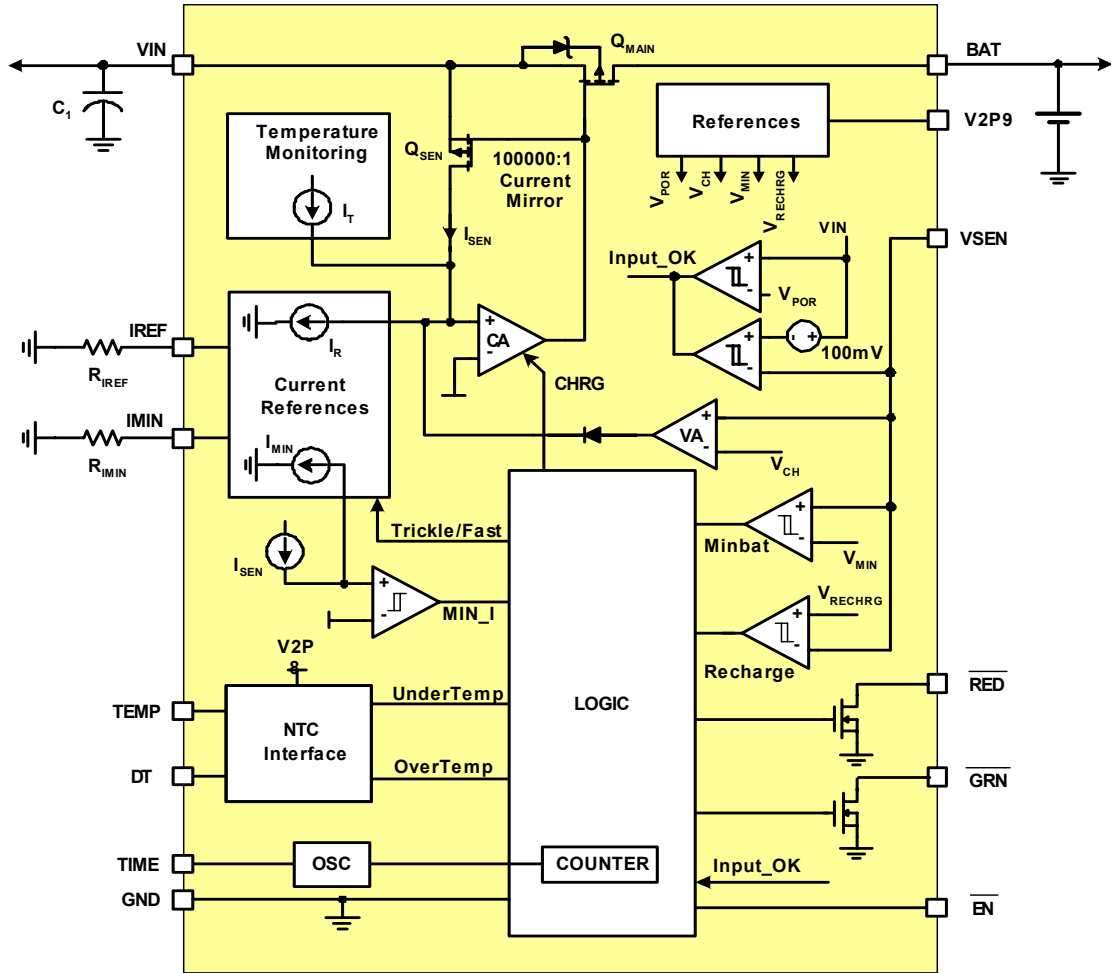 VIN
C1
QMAIN
BAT
References
V2P9
VPOR
VCH
VMIN
VRECHRG
Temperature
Monitoring
IT
QSEN
100000:1
Current
Mirror
ISEN
VSEN
VIN
Input_OK
+
-
VPOR
+
-
- +
100mV
IREF
RIREF
IR
Current
References
+
CA
-
CHRG
IMIN
RIMIN
IMIN
+
VA
-
VCH
Trickle/Fast
+
-
Minbat
VMIN
ISEN
+
-
MIN_I
VRECHRG
+
-
Recharge
V2P
8
TEMP
DT
NTC
Interface
UnderTemp
OverTemp
LOGIC
RED
GRN
TIME
OSC
COUNTER
Input_OK
GND
EN